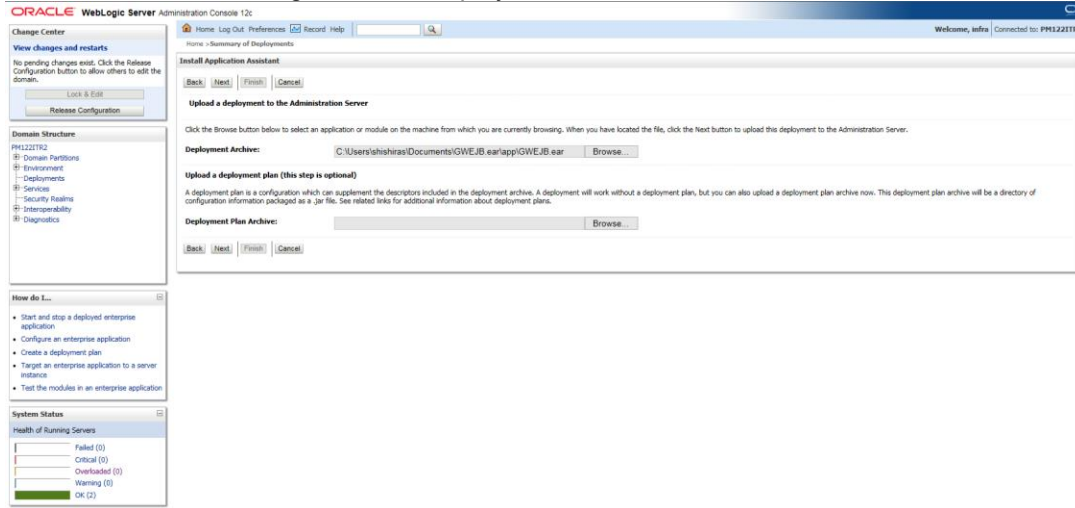 ORACLE WebLogic Server Administration Console 12c
Change Center
View changes and restarts
No pending changes exist. Click the Release
Configuration button to allow others to edit the
domain.
Lock & Edit
Release Configuration
Domain Structure
PM122ITR2
Domain Partitions
Environment
Deployments
Services
Security Realms
Interoperability
Diagnostics
How do I...
Start and stop a deployed enterprise
application
Configure an enterprise application
Create a deployment plan
Target an enterprise application to a server
instance
Test the modules in an enterprise application
System Status
Health of Running Servers
Failed (0)
Critical (0)
Overloaded (0)
Warning (0)
OK (2)
Home Log Out Preferences Record Help
Welcome, infra Connected to:
Home >Summary of Deployments
Install Application Assistant
Back Next Finish Cancel
Upload a deployment to the Administration Server
Click the Browse button below to select an application or module on the machine from which you are currently browsing. When you have located the file, click the Next button to upload this deployment to the Administration Server.
Deployment Archive: C:\Users\shishiras\Documents\GWEJB.ear\app\GWEJB.ear Browse...
Upload a deployment plan (this step is optional)
A deployment plan is a configuration which can supplement the descriptors included in the deployment archive. A deployment will work without a deployment plan, but you can also upload a deployment plan archive now. This deployment plan archive will be a directory of
configuration information packaged as a .jar file. See related links for additional information about deployment plans.
Deployment Plan Archive: Browse...
Back Next Finish Cancel